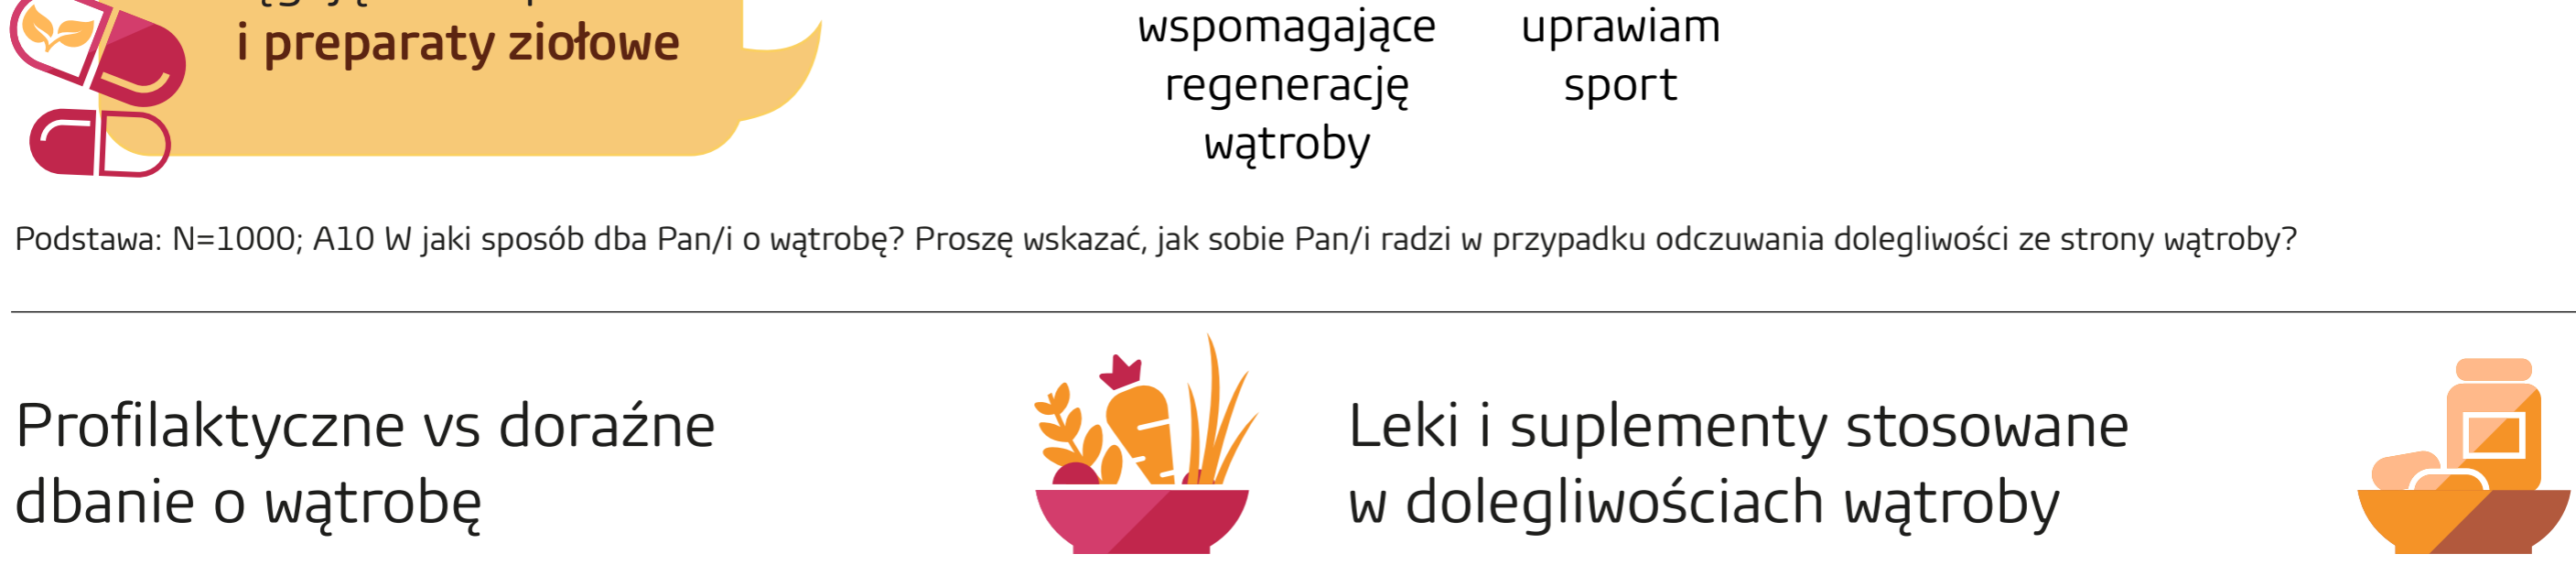 i preparaty ziołowe
wspomagające
regenerację
wątroby
uprawiam
sport
Podstawa: N=1000; A10 W jaki sposób dba Pan/i o wątrobę? Proszę wskazać, jak sobie Pan/i radzi w przypadku odczuwania dolegliwości ze strony wątroby?
Profilaktyczne vs doraźne
dbanie o wątrobę
Leki i suplementy stosowane
w dolegliwościach wątroby